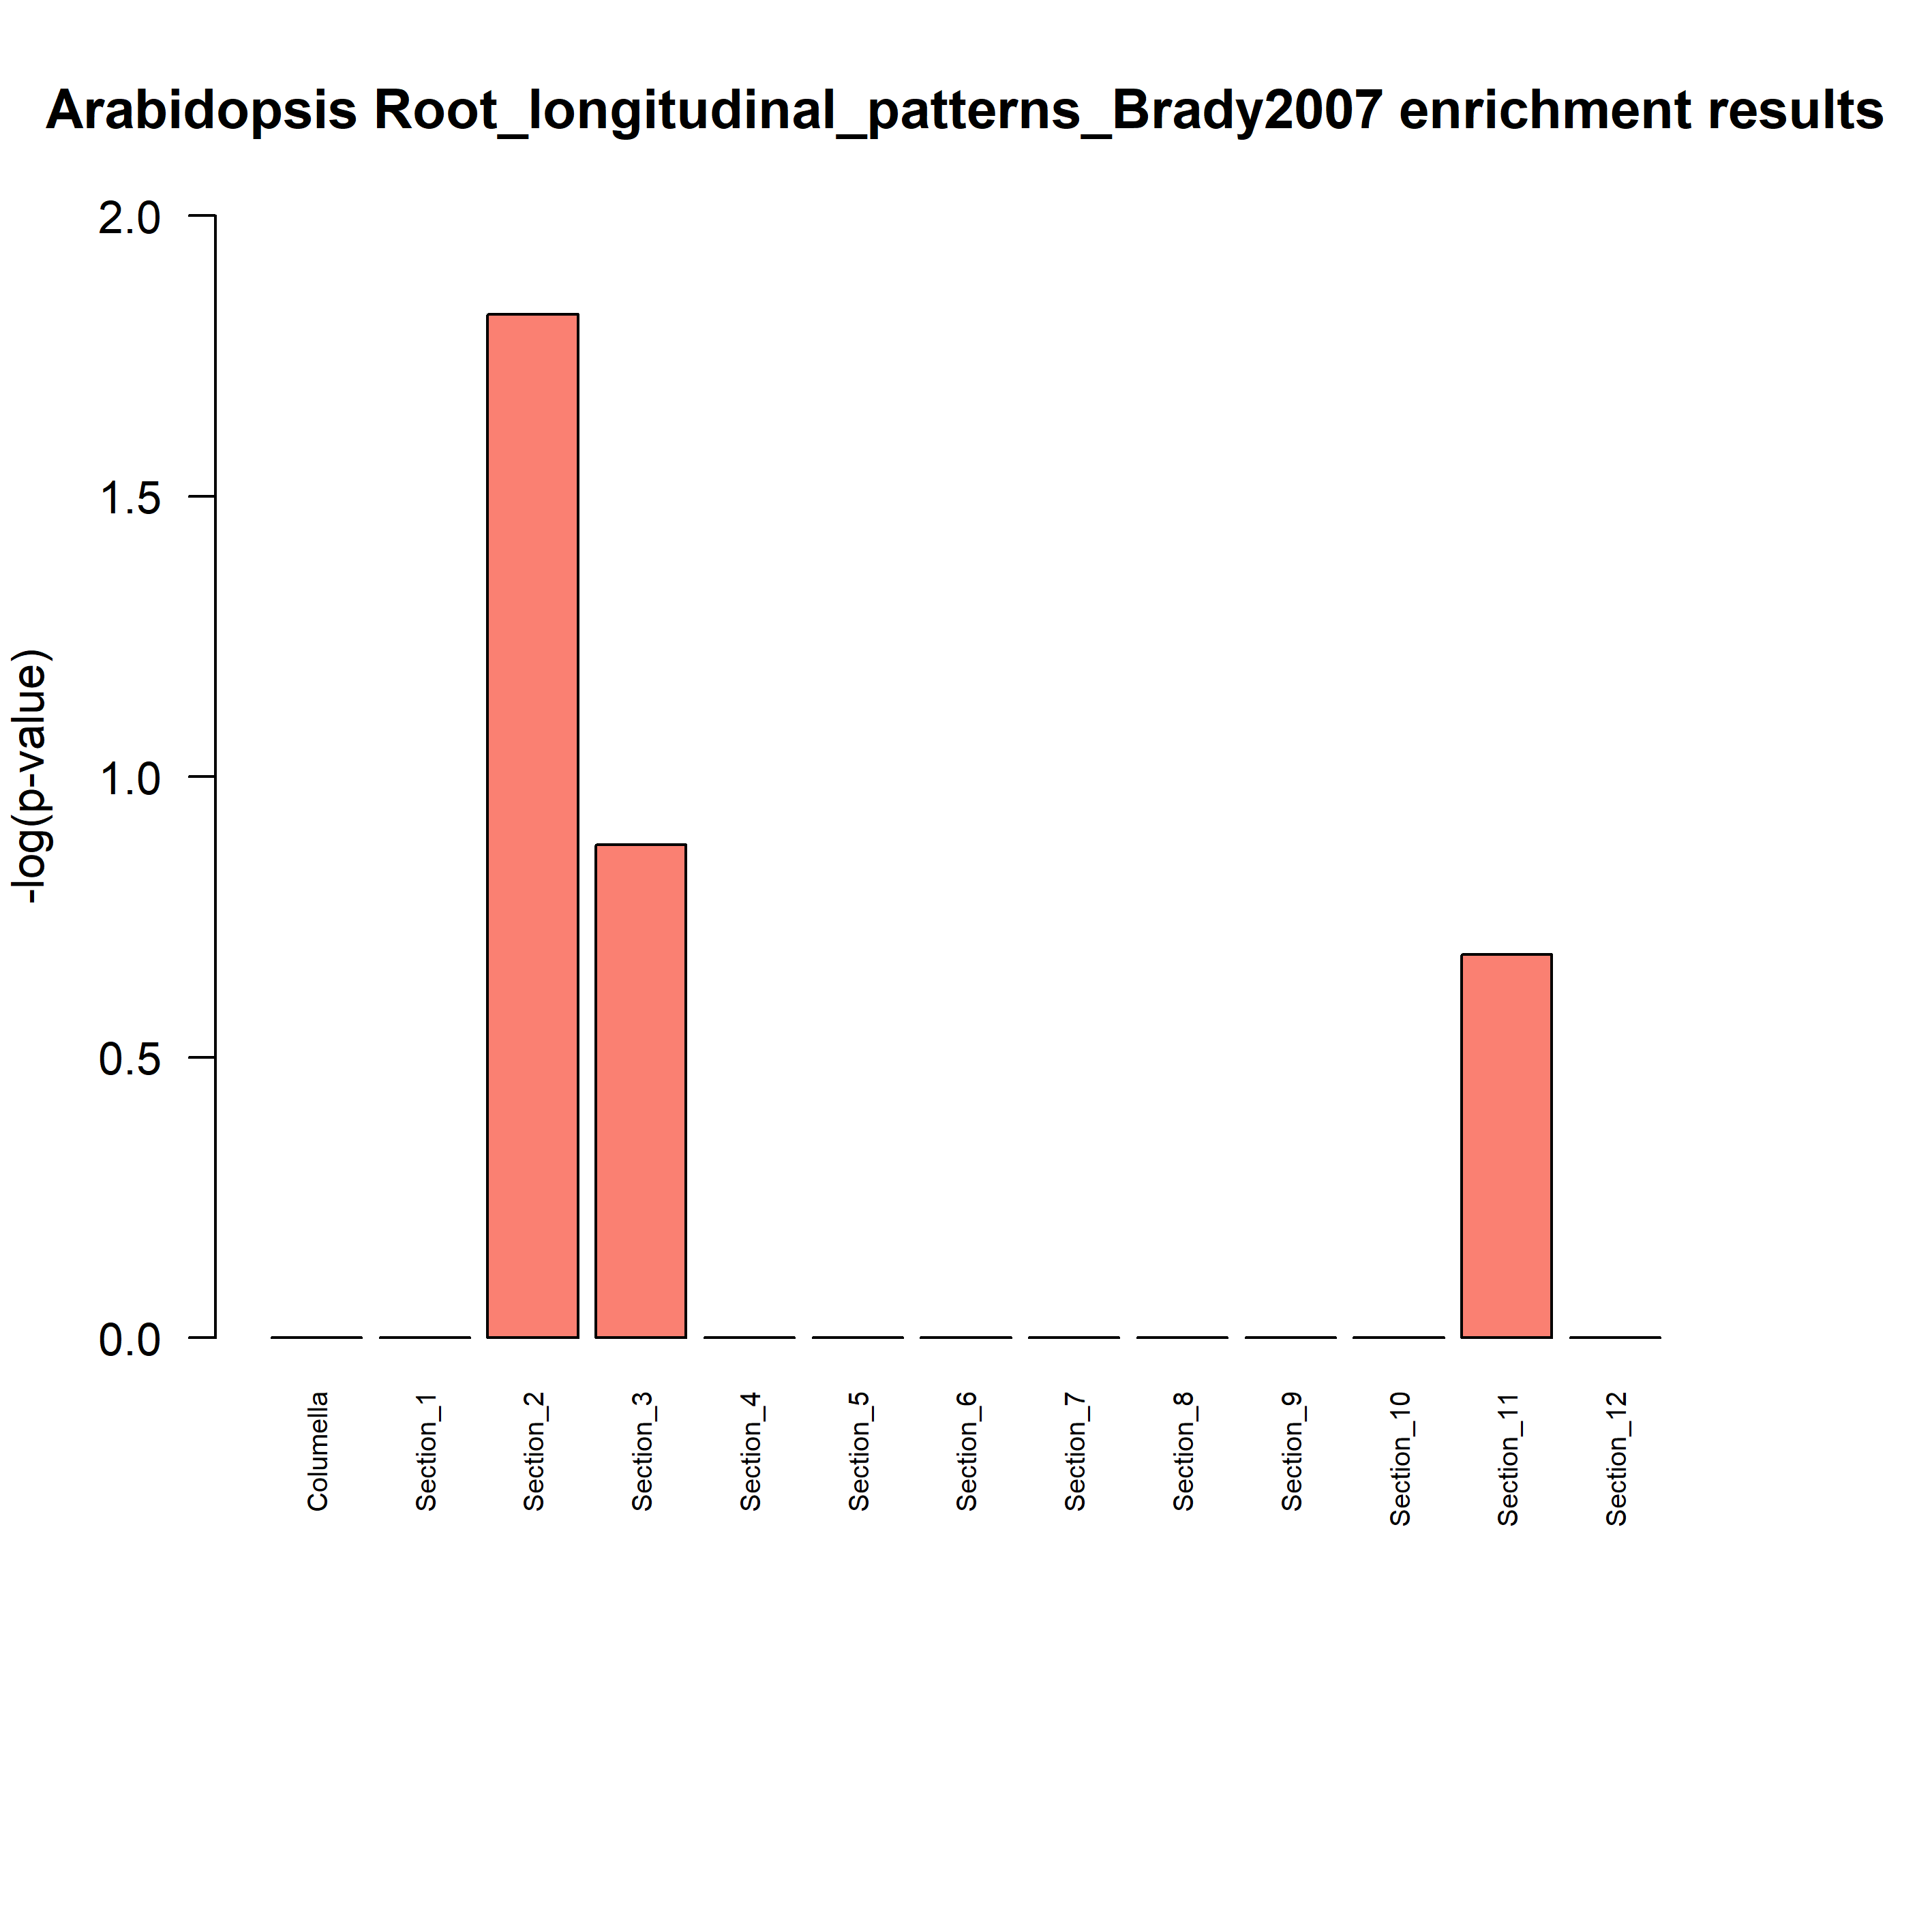 Arabidopsis Root_longitudinal_patterns_Brady2007 enrichment results
-log(p-value)
2.0
1.5
1.0
0.5
0.0
Columella
Section_1
Section_2
Section_3
Section_4
Section_5
Section_6
Section_7
Section_8
Section_9
Section_10
Section_11
Section_12